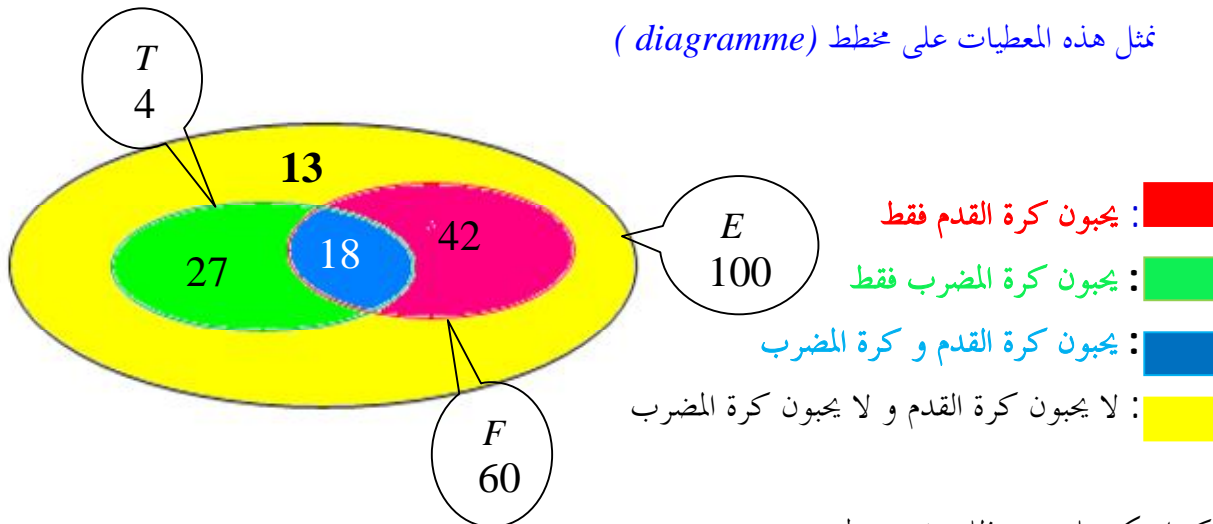 نمثل هذه المعطيات على مخطط (diagramme )
T
4
13
E
100
27
18
42
F
60
: يحبون كرة القدم فقط
: يحبون كرة المضرب فقط
: يحبون كرة القدم و كرة المضرب
: لا يحبون كرة القدم و لا يحبون كرة المضرب